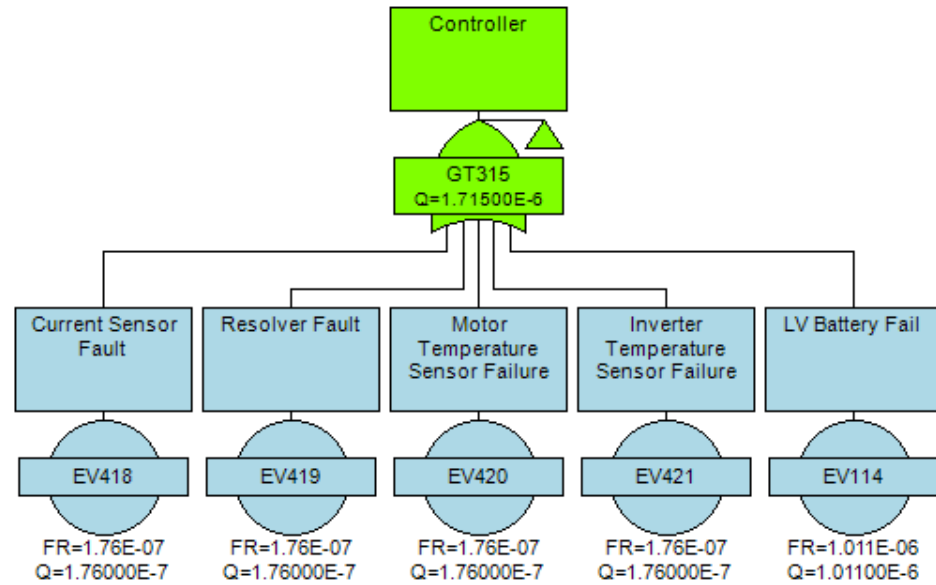 Controller
GT315
Q=1.71500E-6
Current Sensor
Fault
Resolver Fault
Motor
Temperature
Sensor Failure
Inverter
Temperature
Sensor Failure
LV Battery Fail
EV418
EV419
EV420
EV421
EV114
FR=1.76E-07
Q=1.76000E-7
FR=1.76E-07
Q=1.76000E-7
FR=1.76E-07
Q=1.76000E-7
FR=1.76E-07
Q=1.76000E-7
FR=1.011E-06
Q=1.01100E-6